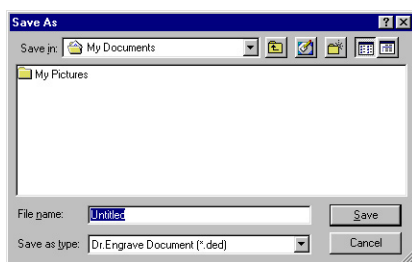 Save As
Save in: My Documents
My Pictures
File name: Untitled Save
Save as type: Dr.Engrave Document (*.ded) Cancel